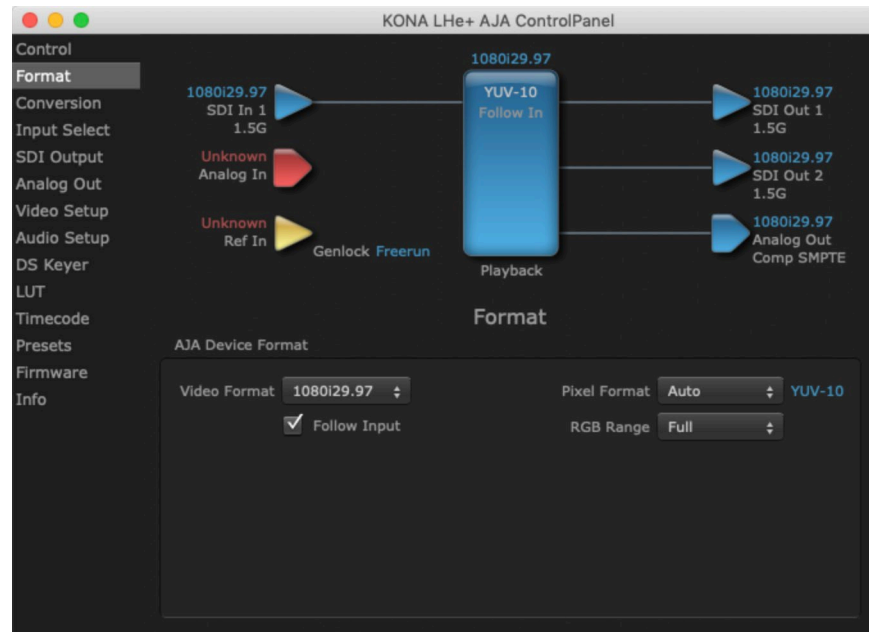 KONA LHe+ AJA ControlPanel
Control
Format
Conversion
Input Select
SDI Output
Analog Out
Video Setup
Audio Setup
DS Keyer
LUT
Timecode
Presets
Firmware
Info
1080i29.97
SDI In 1
1.5G
Unknown
Analog In
Unknown
Ref In
Genlock Freerun
1080i29.97
YUV-10
Follow In
Playback
1080i29.97
SDI Out 1
1.5G
1080i29.97
SDI Out 2
1.5G
1080i29.97
Analog Out
Comp SMPTE
Format
AJA Device Format
Video Format 1080i29.97
Follow Input
Pixel Format Auto YUV-10
RGB Range Full